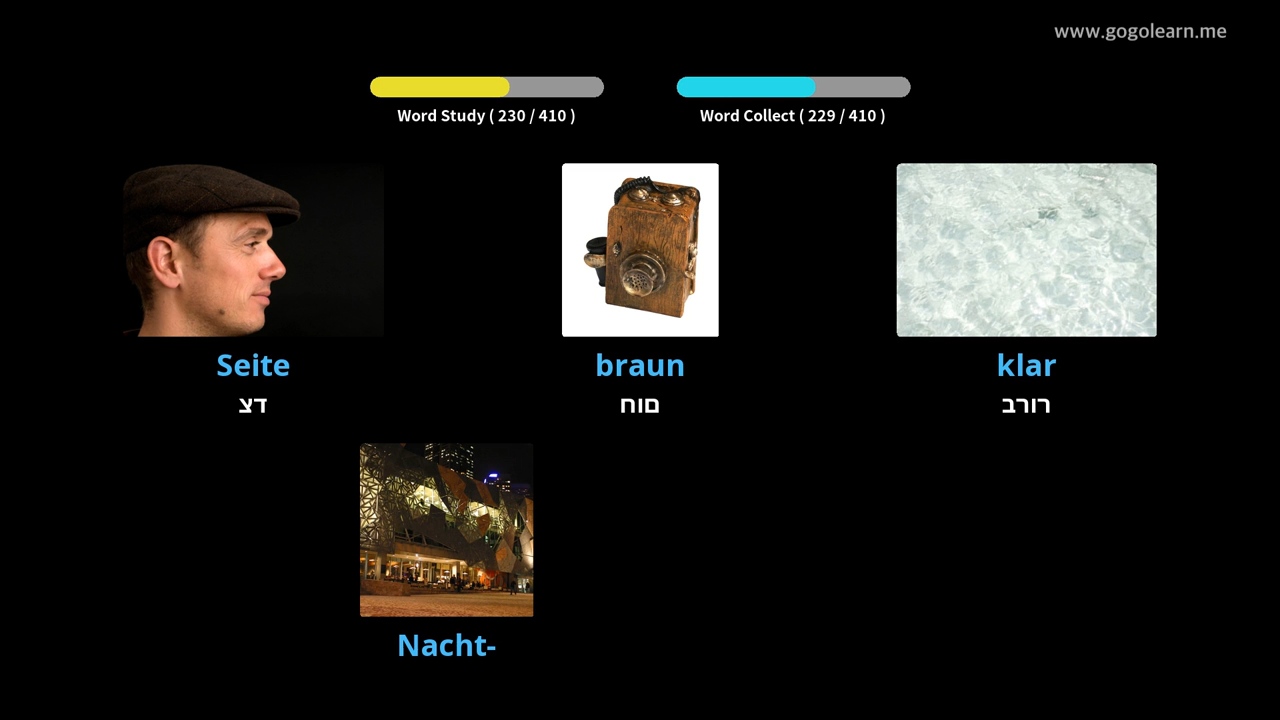 www.gogolearn.me
Word Study ( 230 / 410 )
Word Collect ( 229 / 410 )
Seite
braun
klar
צד
חום
ברור
Nacht-